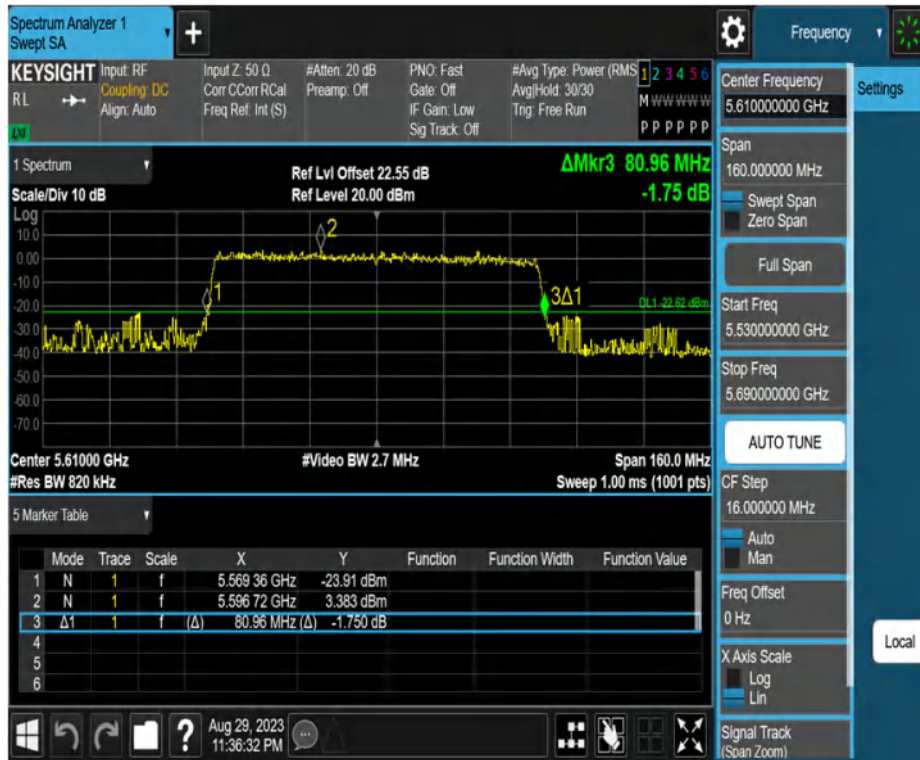 Spectrum Analyzer 1
Swept SA
+
Frequency
KEYSIGHT
RL
LXI
Input: RF
Coupling: DC
Align: Auto
Input Z: 50 Ω
Corr CCorr RCal
Freq Ref: Int (S)
#Atten: 20 dB
Preamp: Off
PNO: Fast
Gate: Off
IF Gain: Low
Sig Track: Off
#Avg Type: Power (RMS
Avg|Hold: 30/30
Trig: Free Run
1 2 3 4 5 6
M W W W W W
P P P P P P
1 Spectrum
Scale/Div 10 dB
Ref Lvl Offset 22.55 dB
Ref Level 20.00 dBm
ΔMkr3 80.96 MHz
-1.75 dB
Log
10.0
0.00
-10.0
-20.0
-30.0
-40.0
-50.0
-60.0
-70.0
2
1
3Δ1
DL1 -22.62 dBm
Center 5.61000 GHz
#Video BW 2.7 MHz
Span 160.0 MHz
#Res BW 820 kHz
Sweep 1.00 ms (1001 pts)
5 Marker Table
Mode Trace Scale X Y Function Function Width Function Value
1 N 1 f 5.569 36 GHz -23.91 dBm
2 N 1 f 5.596 72 GHz 3.383 dBm
3 Δ1 1 f (Δ) 80.96 MHz (Δ) -1.750 dB
4
5
6
?
Aug 29, 2023
11:36:32 PM
Center Frequency
5.610000000 GHz
Span
160.000000 MHz
Swept Span
Zero Span
Full Span
Start Freq
5.530000000 GHz
Stop Freq
5.690000000 GHz
AUTO TUNE
CF Step
16.000000 MHz
Auto
Man
Freq Offset
0 Hz
X Axis Scale
Log
Lin
Signal Track
(Span Zoom)
Settings
Local